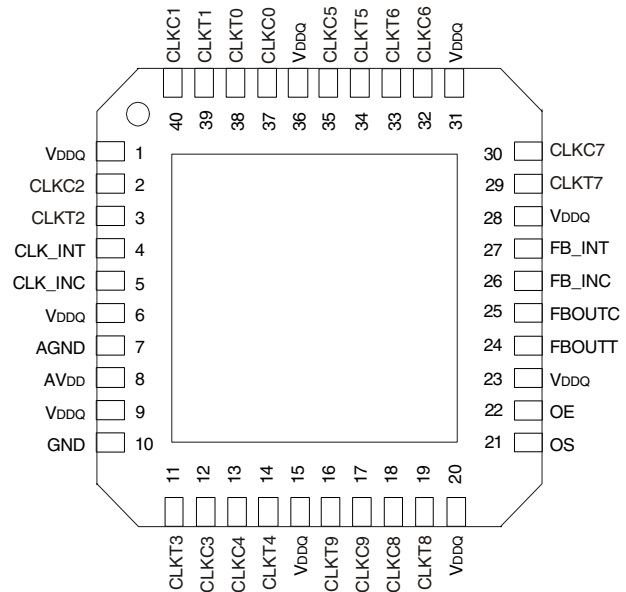 CLKC1 CLKT1 CLKT0 CLKC0 VDDQ CLKC5 CLKT5 CLKT6 CLKC6 VDDQ
40 39 38 37 36 35 34 33 32 31
VDDQ 1 30 CLKC7
CLKC2 2 29 CLKT7
CLKT2 3 28 VDDQ
CLK_INT 4 27 FB_INT
CLK_INC 5 26 FB_INC
VDDQ 6 25 FBOUTC
AGND 7 24 FBOUTT
AVDD 8 23 VDDQ
VDDQ 9 22 OE
GND 10 21 OS
11 12 13 14 15 16 17 18 19 20
CLKT3 CLKC3 CLKC4 CLKT4 VDDQ CLKT9 CLKC9 CLKC8 CLKT8 VDDQ